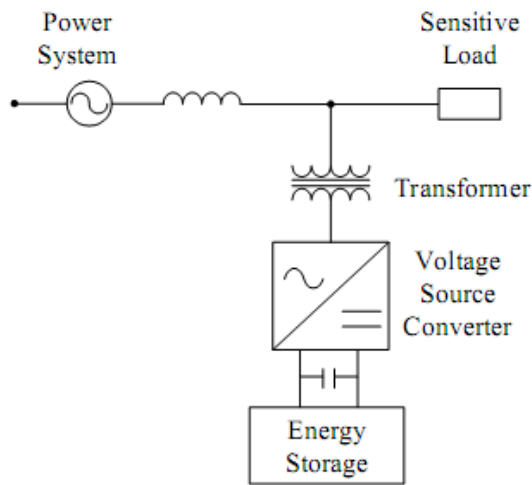 Power
System
Sensitive
Load
Transformer
Voltage
Source
Converter
Energy
Storage